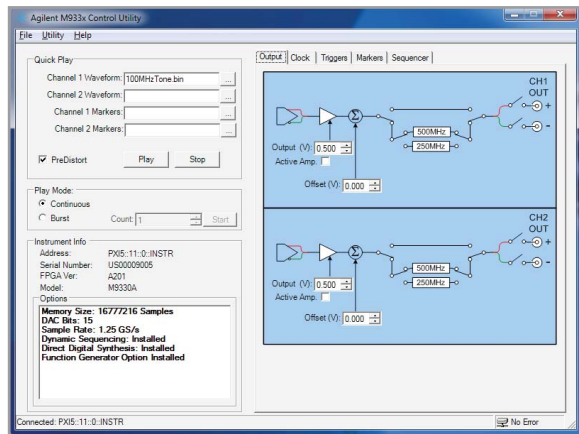 Agilent M933x Control Utility
File Utility Help
Quick Play
Channel 1 Waveform: 100MHzTone.bin ...
Channel 2 Waveform: ...
Channel 1 Markers: ...
Channel 2 Markers: ...
PreDistort Play Stop
Play Mode:
Continuous
Burst Count: 1 Start
Instrument Info
Address: PXI5::11::0::INSTR
Serial Number: US00009005
FPGA Ver: A201
Model: M9330A
Options
Memory Size: 16777216 Samples
DAC Bits: 15
Sample Rate: 1.25 GS/s
Dynamic Sequencing: Installed
Direct Digital Synthesis: Installed
Function Generator Option Installed
Output Clock Triggers Markers Sequencer
CH1
OUT
+
-
Σ
500MHz
250MHz
Output (V): 0.500
Active Amp.
Offset (V): 0.000
CH2
OUT
+
-
Σ
500MHz
250MHz
Output (V): 0.500
Active Amp.
Offset (V): 0.000
Connected: PXI5::11::0::INSTR
No Error